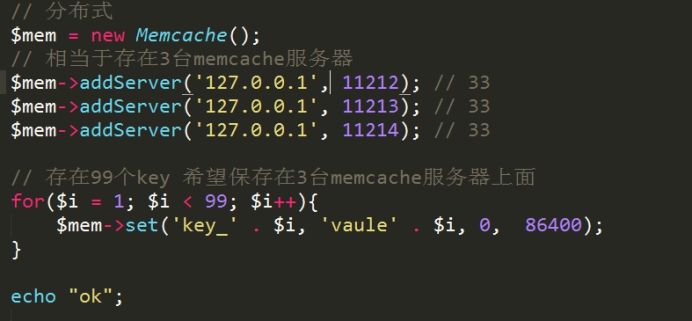 // 分布式
$mem = new Memcache();
// 相当于存在3台memcache服务器
$mem->addServer('127.0.0.1', 11212); // 33
$mem->addServer('127.0.0.1', 11213); // 33
$mem->addServer('127.0.0.1', 11214); // 33
// 存在99个key 希望保存在3台memcache服务器上面
for($i = 1; $i < 99; $i++){
$mem->set('key_' . $i, 'vaule' . $i, 0, 86400);
}
echo "ok";